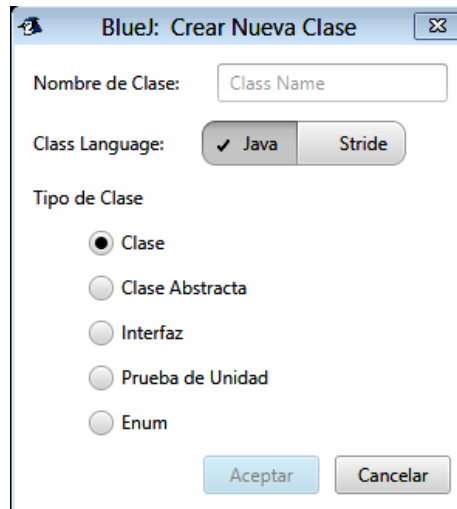 BlueJ: Crear Nueva Clase
Nombre de Clase: Class Name
Class Language: ✓ Java Stride
Tipo de Clase
Clase
Clase Abstracta
Interfaz
Prueba de Unidad
Enum
Aceptar Cancelar